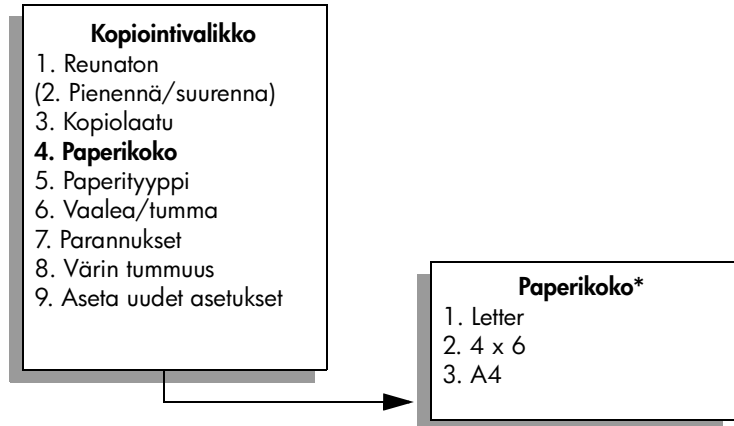 Kopiointivalikko
1. Reunaton
(2. Pienennä/suurenna)
3. Kopiolaatu
4. Paperikoko
5. Paperityyppi
6. Vaalea/tumma
7. Parannukset
8. Värin tummuus
9. Aseta uudet asetukset
Paperikoko*
1. Letter
2. 4 x 6
3. A4